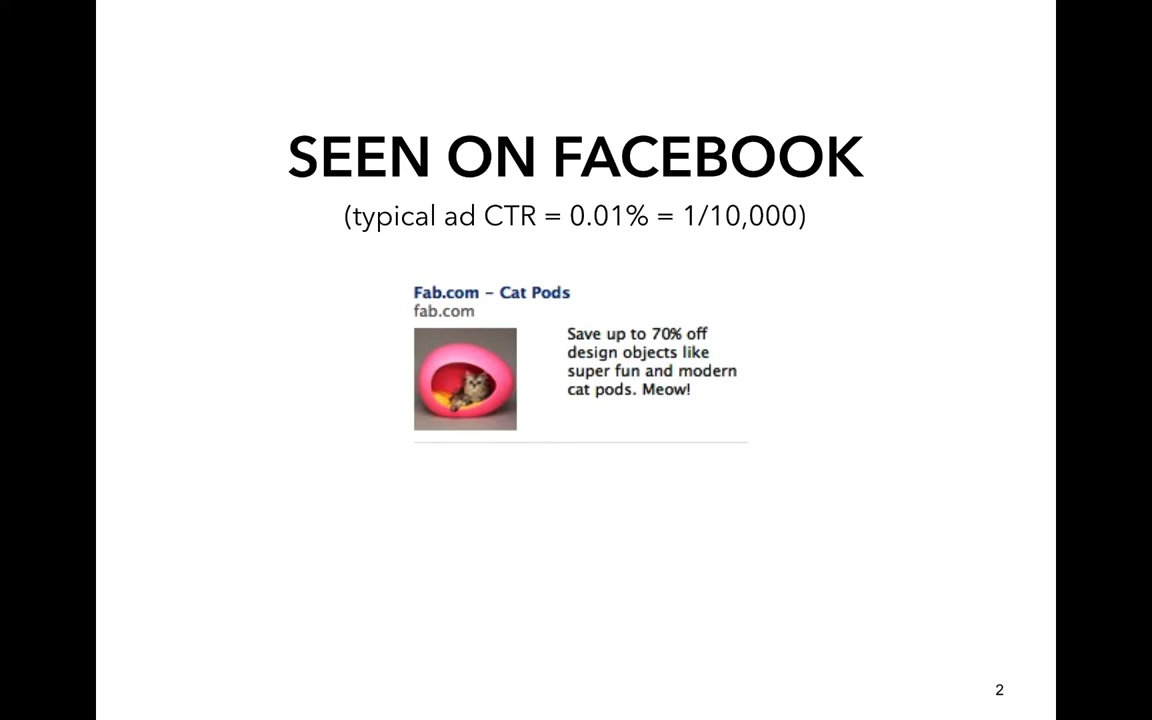 SEEN ON FACEBOOK
(typical ad CTR = 0.01% = 1/10,000)
Fab.com – Cat Pods
fab.com
Save up to 70% off
design objects like
super fun and modern
cat pods. Meow!
2